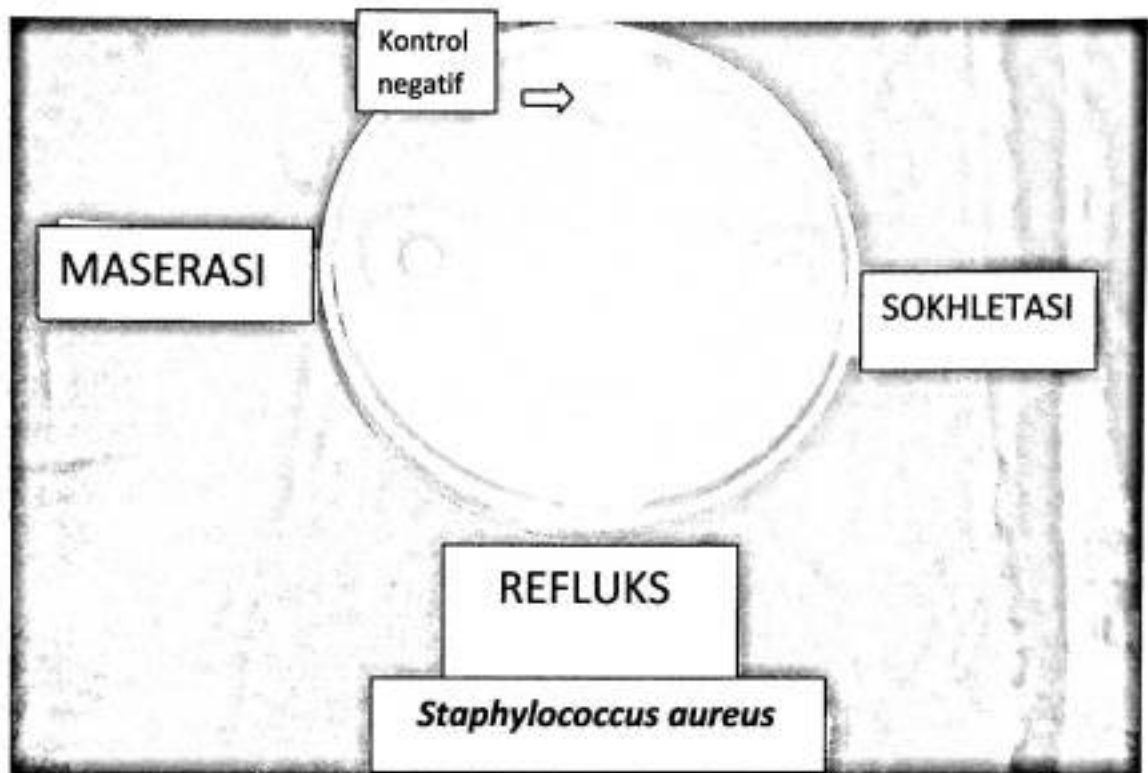 Kontrol
negatif
MASERASI
SOKHLETASI
REFLUKS
Staphylococcus aureus